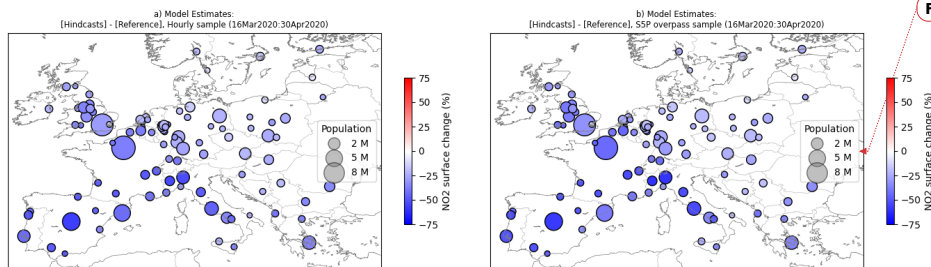 a) Model Estimates:
[Hindcasts] - [Reference], Hourly sample (16Mar2020:30Apr2020)
Population
2 M
5 M
8 M
75
50
25
0
−25
−50
−75
NO2 surface change (%)
b) Model Estimates:
[Hindcasts] - [Reference], S5P overpass sample (16Mar2020:30Apr2020)
Population
2 M
5 M
8 M
75
50
25
0
−25
−50
−75
NO2 surface change (%)